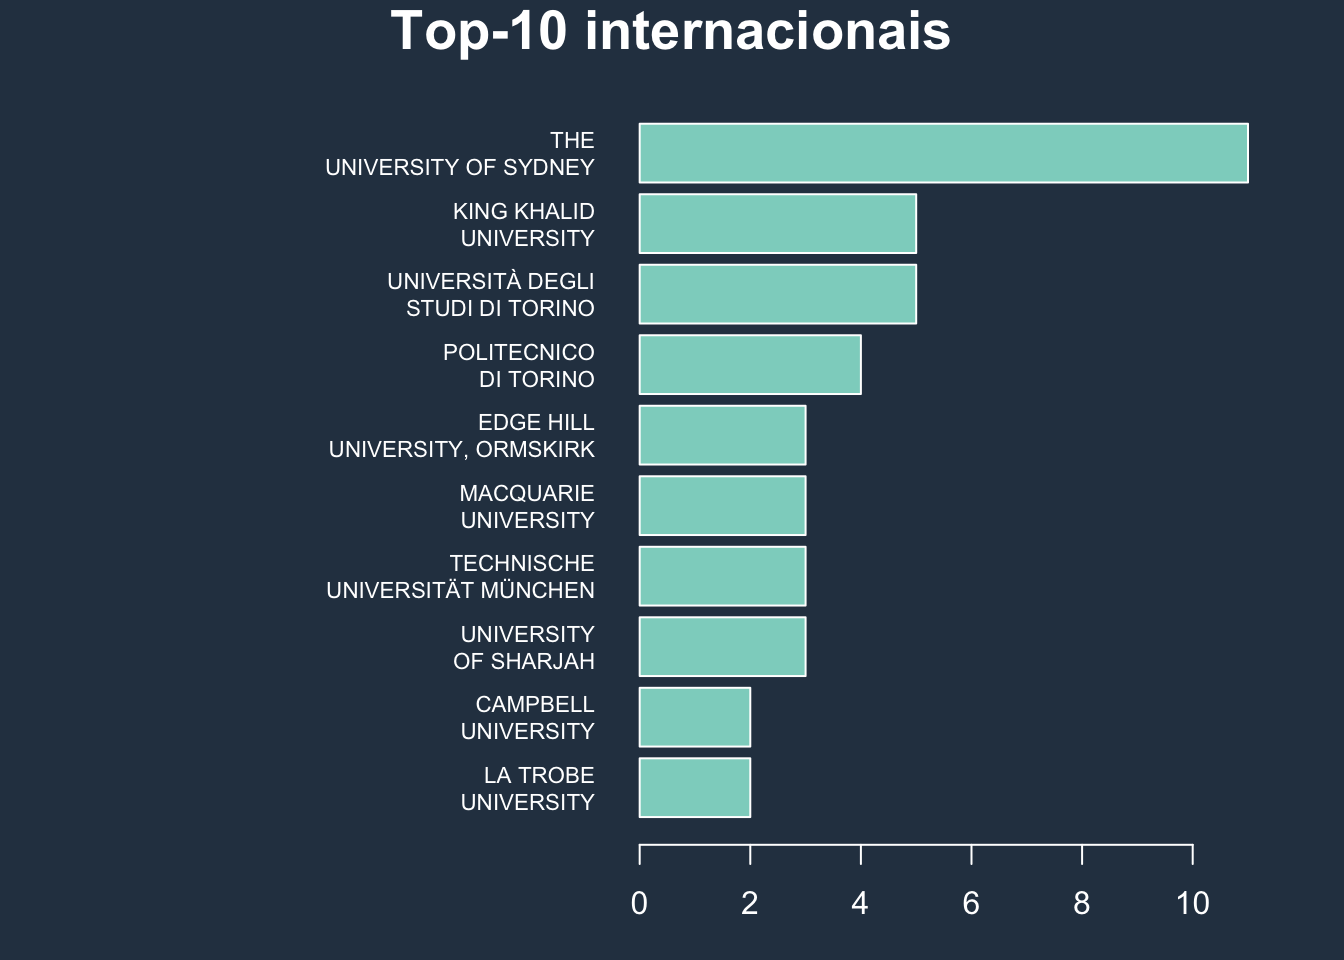 Top-10 internacionais
THE
UNIVERSITY OF SYDNEY
KING KHALID
UNIVERSITY
UNIVERSITÀ DEGLI
STUDI DI TORINO
POLITECNICO
DI TORINO
EDGE HILL
UNIVERSITY, ORMSKIRK
MACQUARIE
UNIVERSITY
TECHNISCHE
UNIVERSITÄT MÜNCHEN
UNIVERSITY
OF SHARJAH
CAMPBELL
UNIVERSITY
LA TROBE
UNIVERSITY
0 2 4 6 8 10